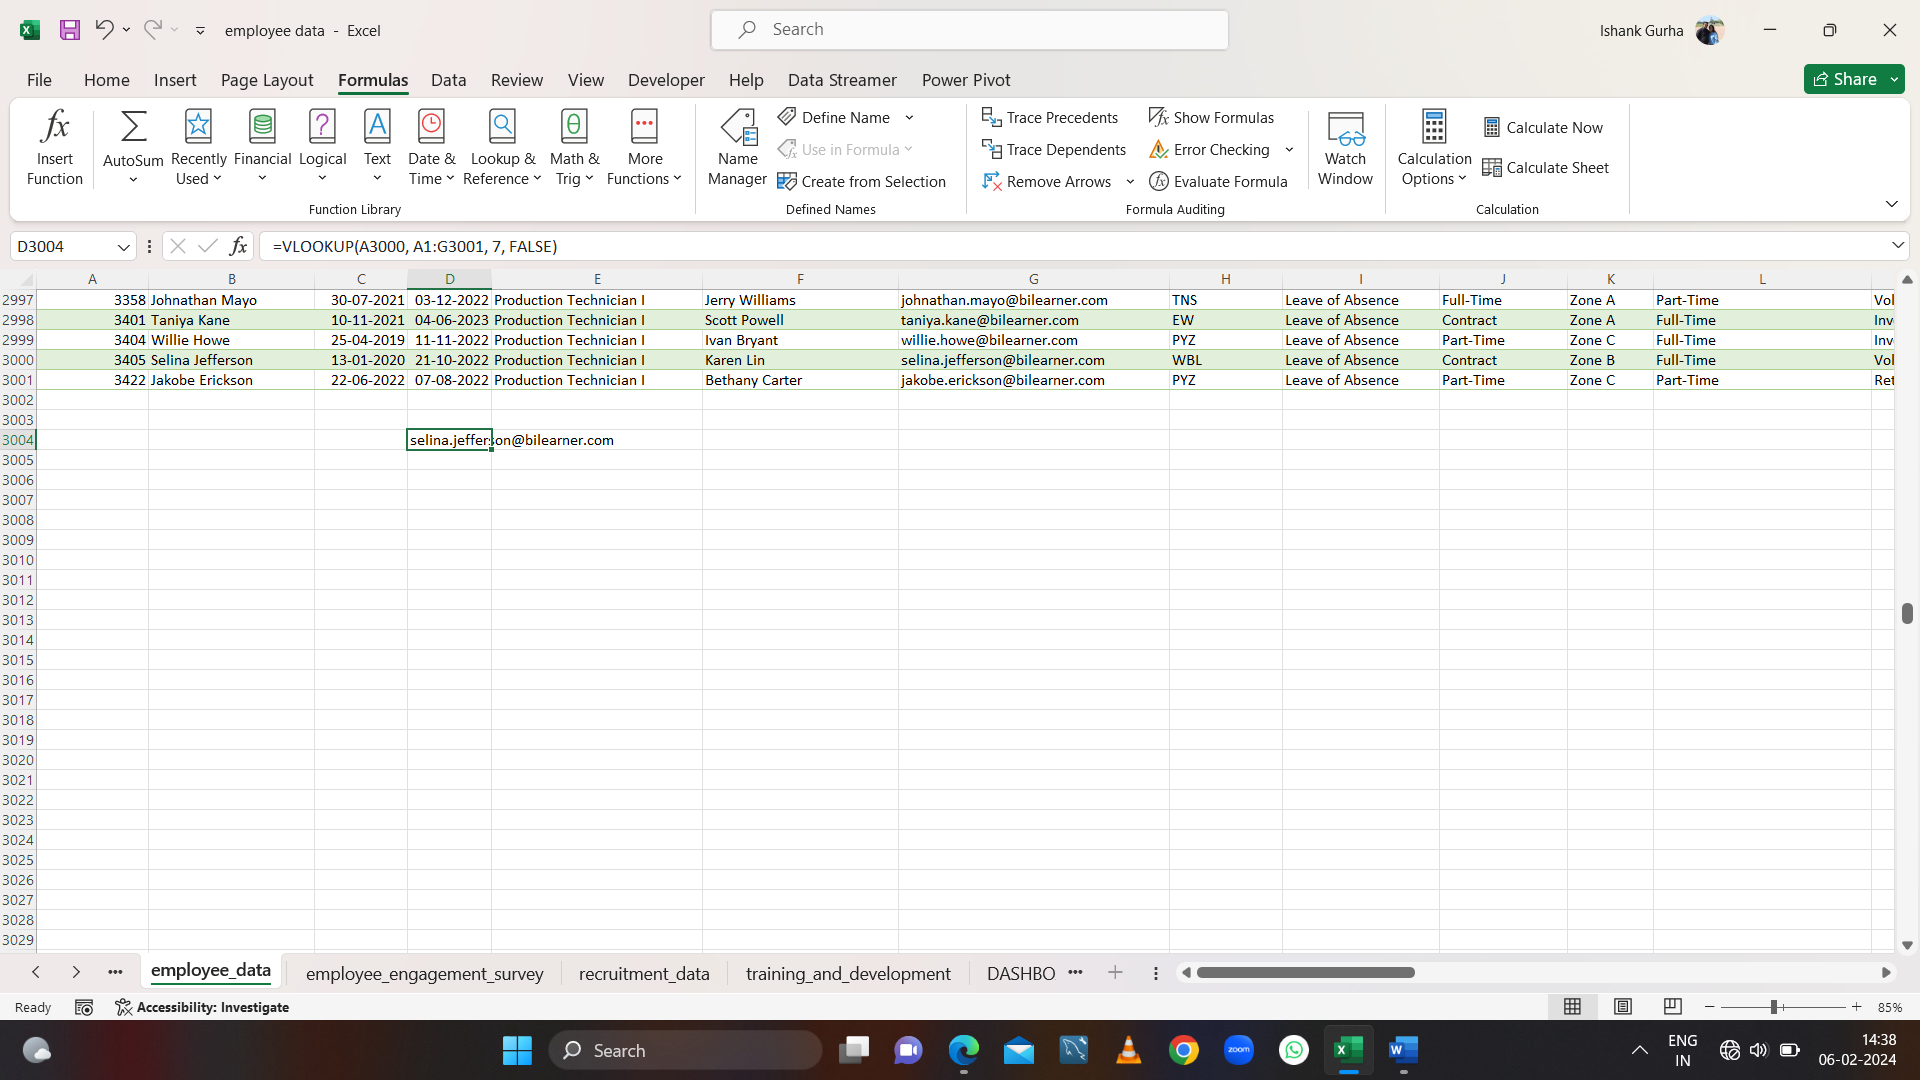 employee data - Excel
Search
Ishank Gurha
File Home Insert Page Layout Formulas Data Review View Developer Help Data Streamer Power Pivot
Share
Insert Function
AutoSum
Recently Used
Financial
Logical
Text
Date & Time
Lookup & Reference
Math & Trig
More Functions
Function Library
Name Manager
Define Name
Use in Formula
Create from Selection
Defined Names
Trace Precedents
Trace Dependents
Remove Arrows
Show Formulas
Error Checking
Evaluate Formula
Formula Auditing
Watch Window
Calculation Options
Calculate Now
Calculate Sheet
Calculation
D3004 fx =VLOOKUP(A3000, A1:G3001, 7, FALSE)
A B C D E F G H I J K L
2997 3358 Johnathan Mayo 30-07-2021 03-12-2022 Production Technician I Jerry Williams johnathan.mayo@bilearner.com TNS Leave of Absence Full-Time Zone A Part-Time Vol
2998 3401 Taniya Kane 10-11-2021 04-06-2023 Production Technician I Scott Powell taniya.kane@bilearner.com EW Leave of Absence Contract Zone A Full-Time Inv
2999 3404 Willie Howe 25-04-2019 11-11-2022 Production Technician I Ivan Bryant willie.howe@bilearner.com PYZ Leave of Absence Part-Time Zone C Full-Time Inv
3000 3405 Selina Jefferson 13-01-2020 21-10-2022 Production Technician I Karen Lin selina.jefferson@bilearner.com WBL Leave of Absence Contract Zone B Full-Time Vol
3001 3422 Jakobe Erickson 22-06-2022 07-08-2022 Production Technician I Bethany Carter jakobe.erickson@bilearner.com PYZ Leave of Absence Part-Time Zone C Part-Time Ret
3002
3003
3004 selina.jefferson@bilearner.com
3005
3006
3007
3008
3009
3010
3011
3012
3013
3014
3015
3016
3017
3018
3019
3020
3021
3022
3023
3024
3025
3026
3027
3028
3029
employee_data employee_engagement_survey recruitment_data training_and_development DASHBO
Ready Accessibility: Investigate 85%
Search
zoom
ENG IN
14:38
06-02-2024